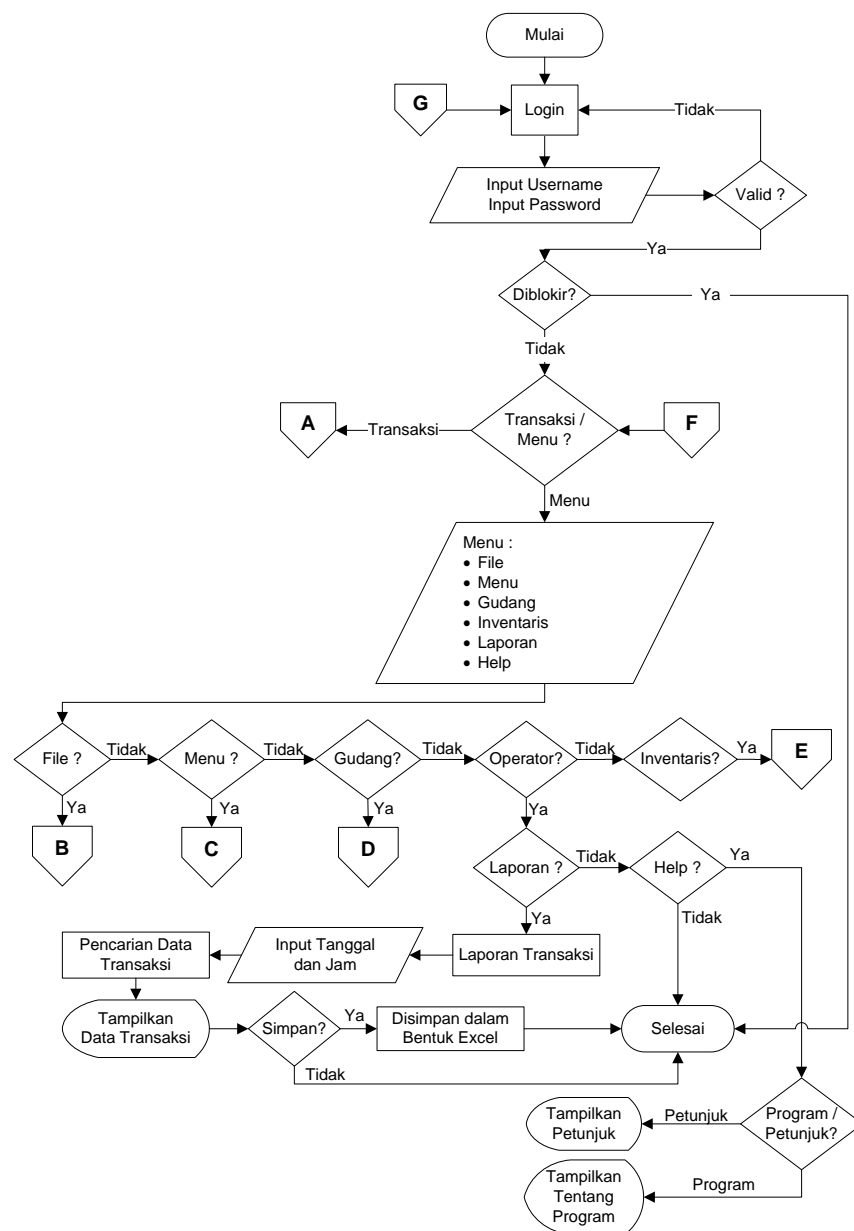 Mulai
G
Login
Tidak
Input Username
Input Password
Valid ?
Ya
Diblokir?
Ya
Tidak
A
Transaksi
Transaksi /
Menu ?
F
Menu
Menu :
• File
• Menu
• Gudang
• Inventaris
• Laporan
• Help
File ?
Tidak
Menu ?
Tidak
Gudang?
Tidak
Operator?
Tidak
Inventaris?
Ya
E
Ya
Ya
Ya
Ya
B
C
D
Laporan ?
Tidak
Help ?
Ya
Ya
Tidak
Pencarian Data
Transaksi
Input Tanggal
dan Jam
Laporan Transaksi
Tampilkan
Data Transaksi
Simpan?
Ya
Disimpan dalam
Bentuk Excel
Selesai
Tidak
Tampilkan
Petunjuk
Petunjuk
Program /
Petunjuk?
Tampilkan
Tentang
Program
Program